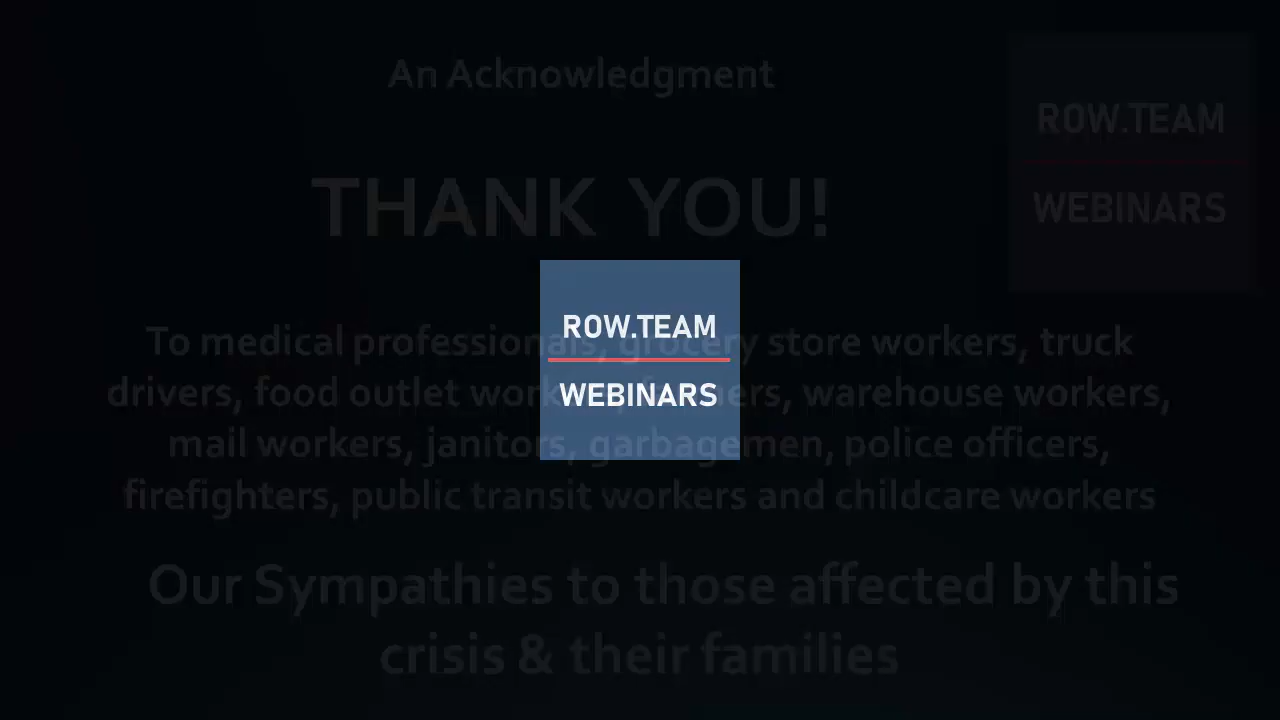 An Acknowledgment
ROW.TEAM
WEBINARS
THANK YOU!
ROW.TEAM
WEBINARS
To medical professionals, grocery store workers, truck
drivers, food outlet workers, farmers, warehouse workers,
mail workers, janitors, garbagemen, police officers,
firefighters, public transit workers and childcare workers
Our Sympathies to those affected by this
crisis & their families